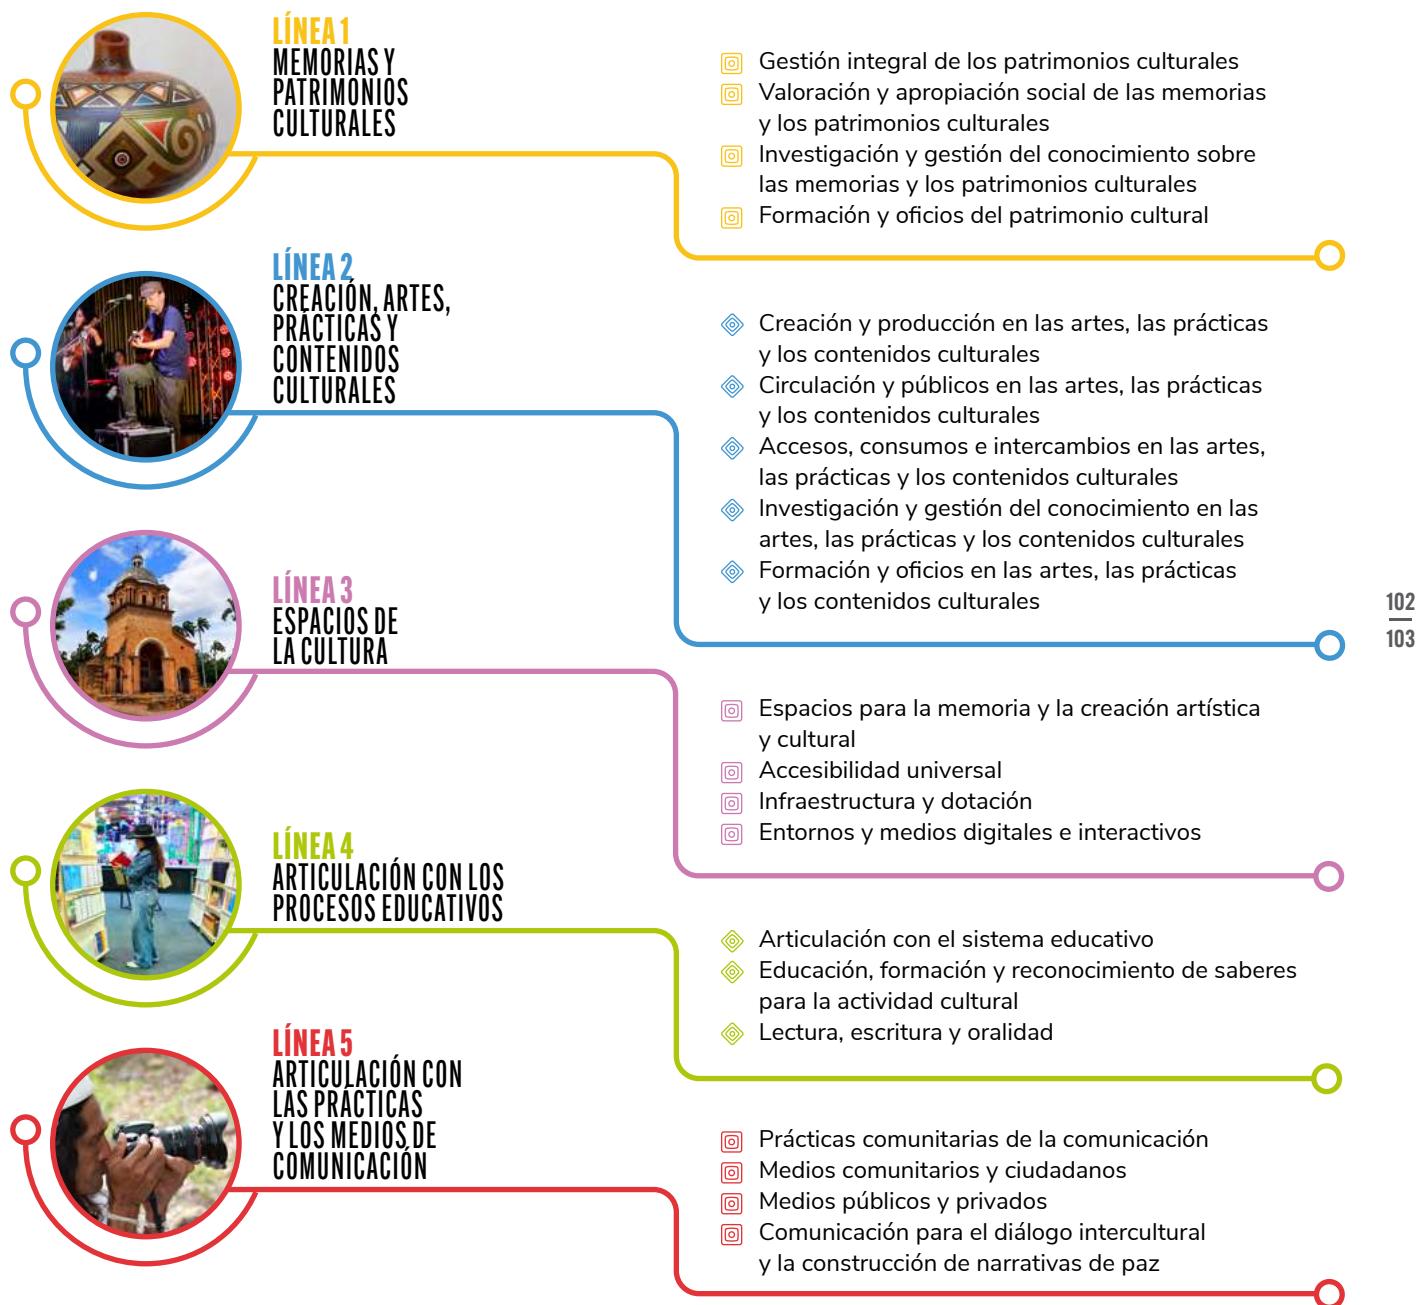 LÍNEA 1
MEMORIAS Y
PATRIMONIOS
CULTURALES
Gestión integral de los patrimonios culturales
Valoración y apropiación social de las memorias
y los patrimonios culturales
Investigación y gestión del conocimiento sobre
las memorias y los patrimonios culturales
Formación y oficios del patrimonio cultural
LÍNEA 2
CREACIÓN, ARTES,
PRÁCTICAS Y
CONTENIDOS
CULTURALES
Creación y producción en las artes, las prácticas
y los contenidos culturales
Circulación y públicos en las artes, las prácticas
y los contenidos culturales
Accesos, consumos e intercambios en las artes,
las prácticas y los contenidos culturales
Investigación y gestión del conocimiento en las
artes, las prácticas y los contenidos culturales
Formación y oficios en las artes, las prácticas
y los contenidos culturales
LÍNEA 3
ESPACIOS DE
LA CULTURA
Espacios para la memoria y la creación artística
y cultural
Accesibilidad universal
Infraestructura y dotación
Entornos y medios digitales e interactivos
LÍNEA 4
ARTICULACIÓN CON LOS
PROCESOS EDUCATIVOS
Articulación con el sistema educativo
Educación, formación y reconocimiento de saberes
para la actividad cultural
Lectura, escritura y oralidad
LÍNEA 5
ARTICULACIÓN CON
LAS PRÁCTICAS
Y LOS MEDIOS DE
COMUNICACIÓN
Prácticas comunitarias de la comunicación
Medios comunitarios y ciudadanos
Medios públicos y privados
Comunicación para el diálogo intercultural
y la construcción de narrativas de paz
102
103